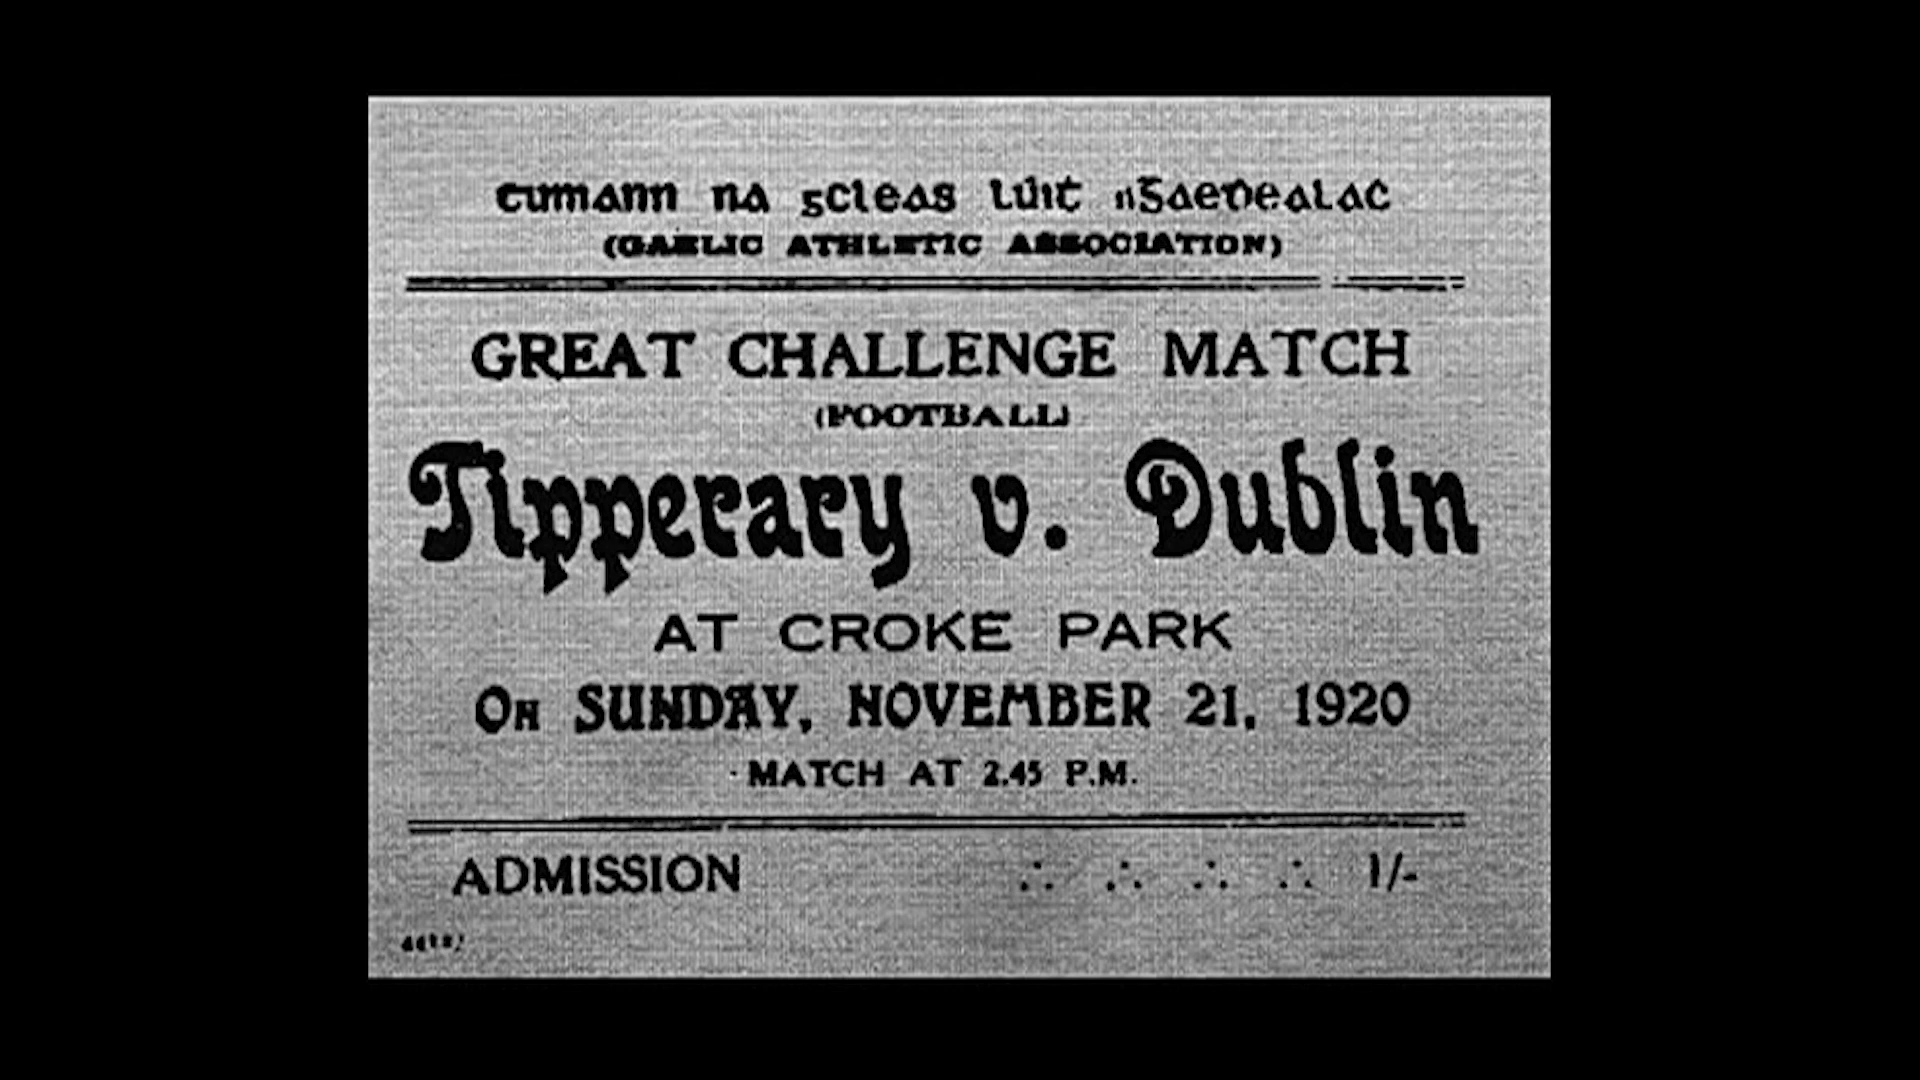 cumann na gcleas lúit nGaeḋealaċ
(GAELIC ATHLETIC ASSOCIATION)
GREAT CHALLENGE MATCH
(FOOTBALL)
Tipperary v. Dublin
AT CROKE PARK
ON SUNDAY, NOVEMBER 21, 1920
MATCH AT 2.45 P.M.
ADMISSION ∴ ∴ ∴ ∴ 1/-